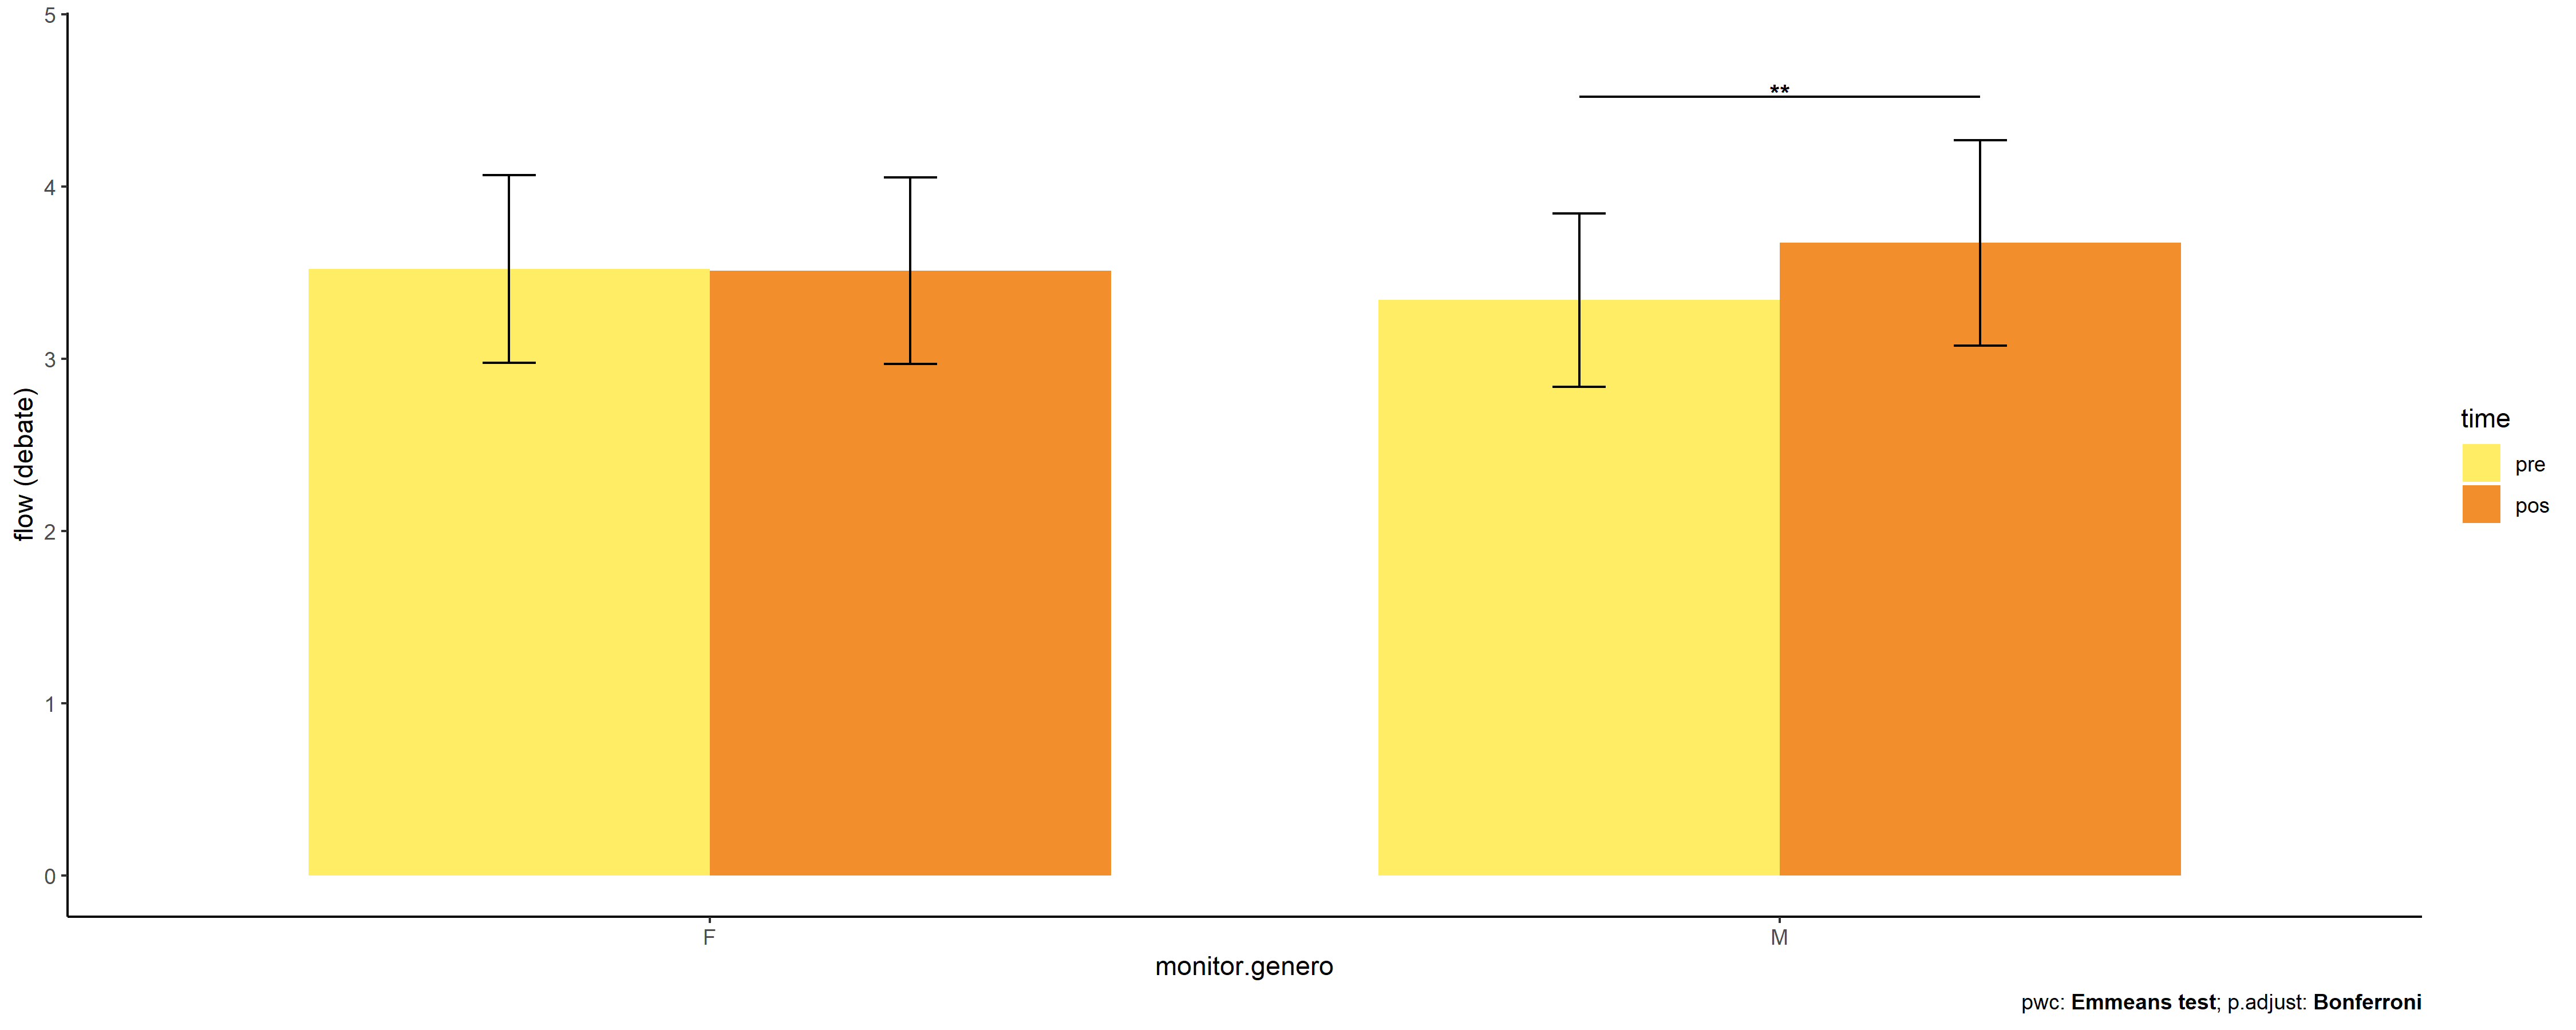 5
4
3
2
1
0
flow (debate)
**
F
M
monitor.genero
time
pre
pos
pwc: Emmeans test; p.adjust: Bonferroni